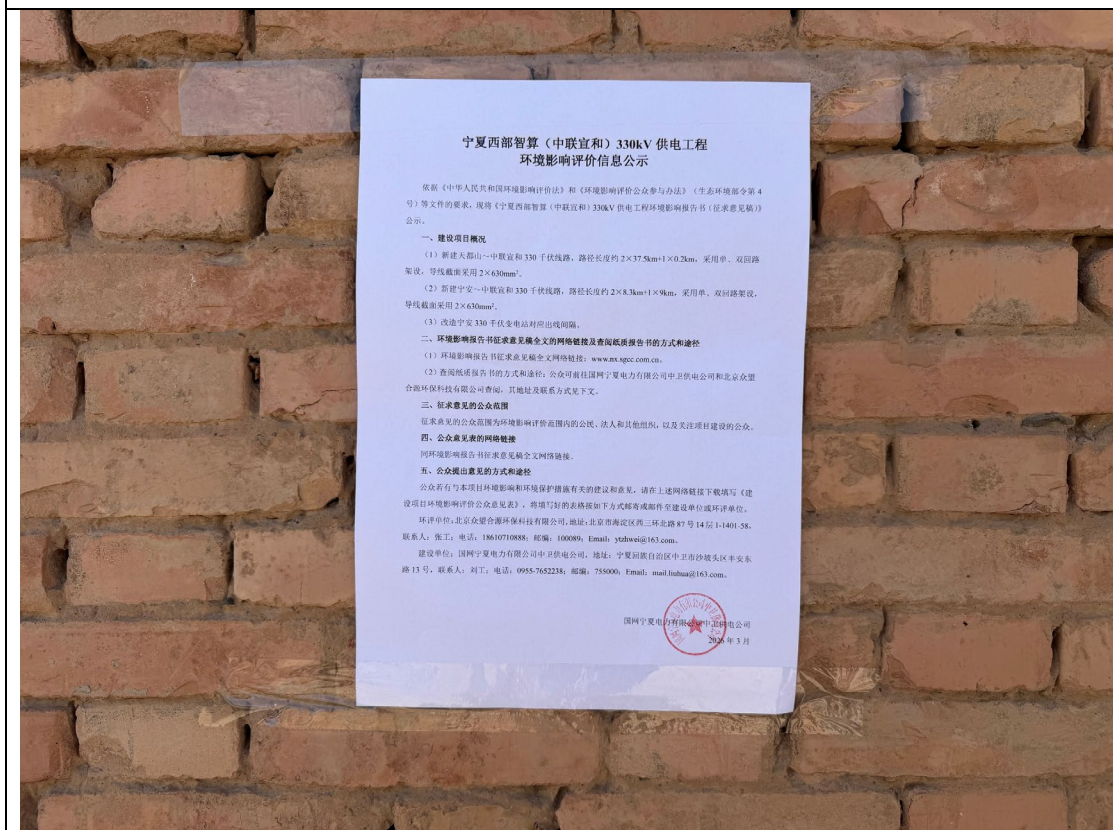 宁夏西部智算（中联宣和）330kV 供电工程
环境影响评价信息公示
依据《中华人民共和国环境影响评价法》和《环境影响评价公众参与办法》（生态环境部令第 4
号）等文件的要求，现将《宁夏西部智算（中联宣和）330kV 供电工程环境影响报告书（征求意见稿）》
公示。
一、建设项目概况
（1）新建天都山～中联宣和 330 千伏线路，路径长度约 2×37.5km+1×0.2km，采用单、双回路
架设，导线截面采用 2×630mm²。
（2）新建宁安～中联宣和 330 千伏线路，路径长度约 2×8.3km+1×9km，采用单、双回路架设，
导线截面采用 2×630mm²。
（3）改造宁安 330 千伏变电站对应出线间隔。
二、环境影响报告书征求意见稿全文的网络链接及查阅纸质报告书的方式和途径
（1）环境影响报告书征求意见稿全文网络链接：www.nx.sgcc.com.cn。
（2）查阅纸质报告书的方式和途径：公众可前往国网宁夏电力有限公司中卫供电公司和北京众望
合源环保科技有限公司查阅，其地址及联系方式见下文。
三、征求意见的公众范围
征求意见的公众范围为环境影响评价范围内的公民、法人和其他组织，以及关注项目建设的公众。
四、公众意见表的网络链接
同环境影响报告书征求意见稿全文网络链接。
五、公众提出意见的方式和途径
公众若有与本项目环境影响和环境保护措施有关的建议和意见，请在上述网络链接下载填写《建
设项目环境影响评价公众意见表》，将填写好的表格按如下方式邮寄或邮件至建设单位或环评单位。
环评单位：北京众望合源环保科技有限公司，地址：北京市海淀区西三环北路 87 号 14 层 1-1401-58，
联系人：张工；电话：18610710888；邮编：100089；Email：ytzhwei@163.com。
建设单位：国网宁夏电力有限公司中卫供电公司，地址：宁夏回族自治区中卫市沙坡头区丰安东
路 13 号，联系人：刘工；电话：0955-7652238；邮编：755000；Email：mail.liuhua@163.com。
国网宁夏电力有限公司中卫供电公司
2026 年 3 月